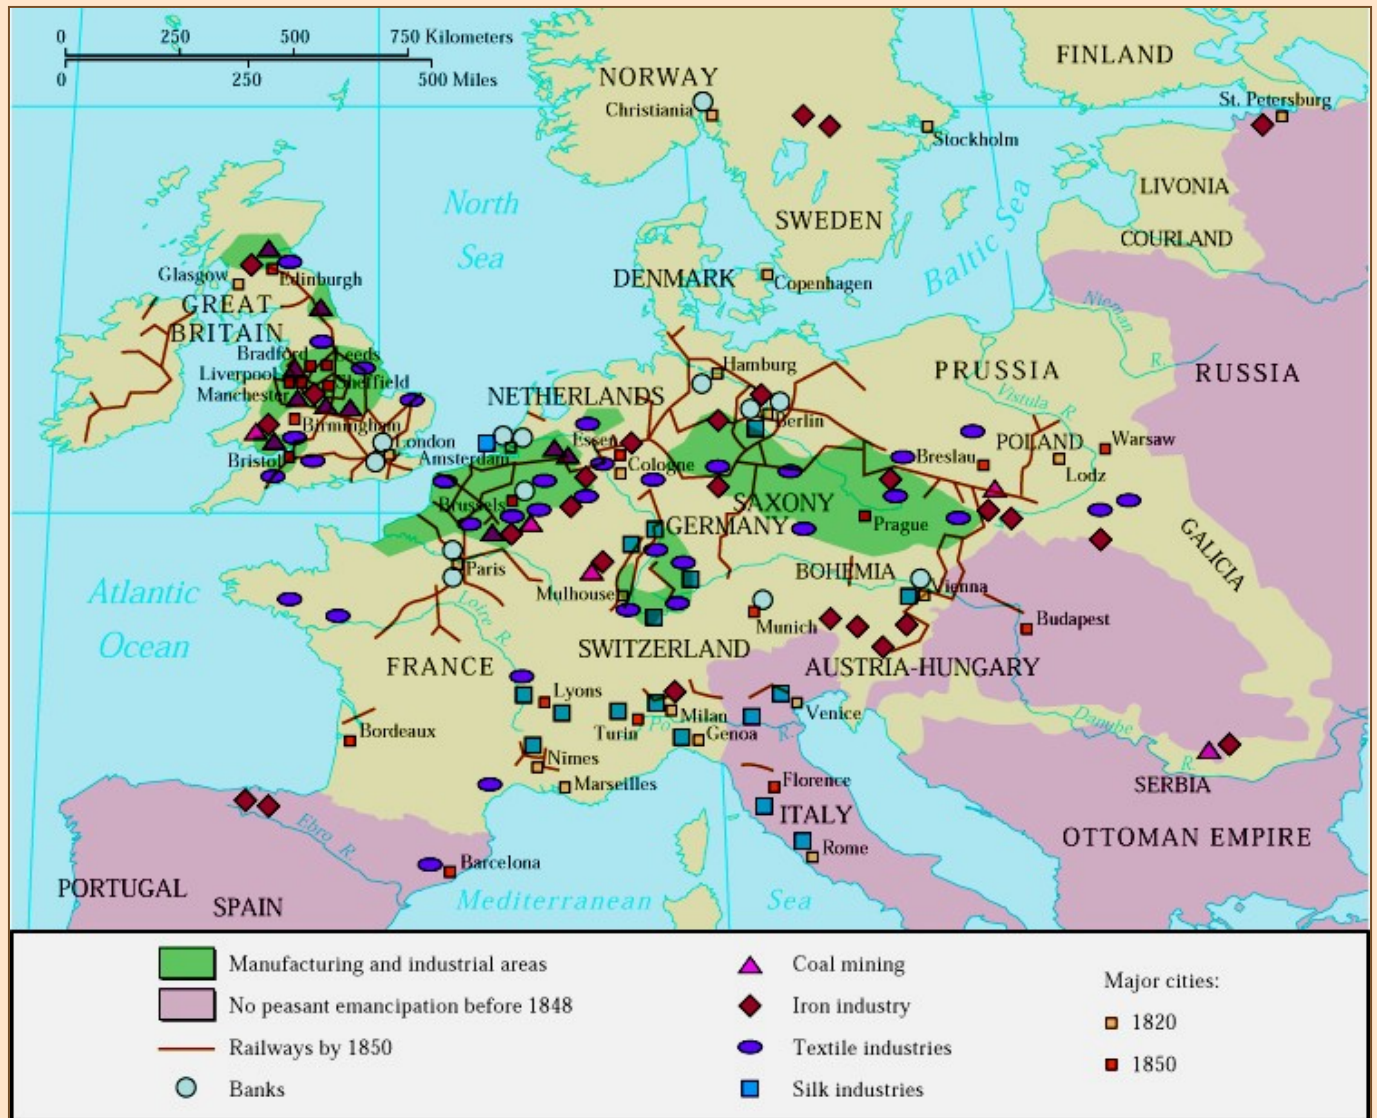 0 250 500 750 Kilometers
0 250 500 Miles
NORWAY
Christiania
FINLAND
St. Petersburg
Stockholm
LIVONIA
North
Sea
SWEDEN
COURLAND
Baltic Sea
DENMARK
Copenhagen
Glasgow
Edinburgh
GREAT
BRITAIN
Nieman
R.
Bradford
Leeds
Liverpool
Sheffield
Manchester
Hamburg
PRUSSIA
RUSSIA
NETHERLANDS
Vistula R.
Birmingham
Berlin
London
Essen
POLAND
Warsaw
Bristol
Amsterdam
Cologne
Breslau
Lodz
Brussels
SAXONY
GERMANY
Prague
GALICIA
Paris
BOHEMIA
Atlantic
Ocean
Mulhouse
Vienna
Loire R.
Munich
Budapest
SWITZERLAND
FRANCE
AUSTRIA-HUNGARY
Lyons
Milan
Venice
Bordeaux
Turin
Po
R.
Genoa
Danube
R.
Nîmes
Marseilles
Florence
SERBIA
ITALY
Ebro R.
OTTOMAN EMPIRE
Rome
Barcelona
PORTUGAL
SPAIN
Mediterranean Sea
Manufacturing and industrial areas
No peasant emancipation before 1848
Railways by 1850
Banks
Coal mining
Iron industry
Textile industries
Silk industries
Major cities:
1820
1850